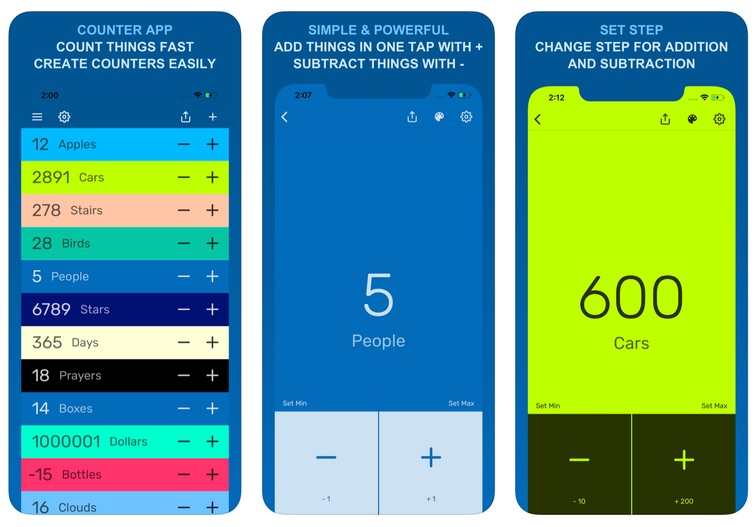 COUNTER APP
COUNT THINGS FAST
CREATE COUNTERS EASILY
2:00
12 Apples
2891 Cars
278 Stairs
28 Birds
5 People
6789 Stars
365 Days
18 Prayers
14 Boxes
1000001 Dollars
-15 Bottles
16 Clouds
SIMPLE & POWERFUL
ADD THINGS IN ONE TAP WITH +
SUBTRACT THINGS WITH -
2:07
5
People
Set Min Set Max
- +
- 1 + 1
SET STEP
CHANGE STEP FOR ADDITION
AND SUBTRACTION
2:12
600
Cars
Set Min Set Max
- +
- 10 + 200